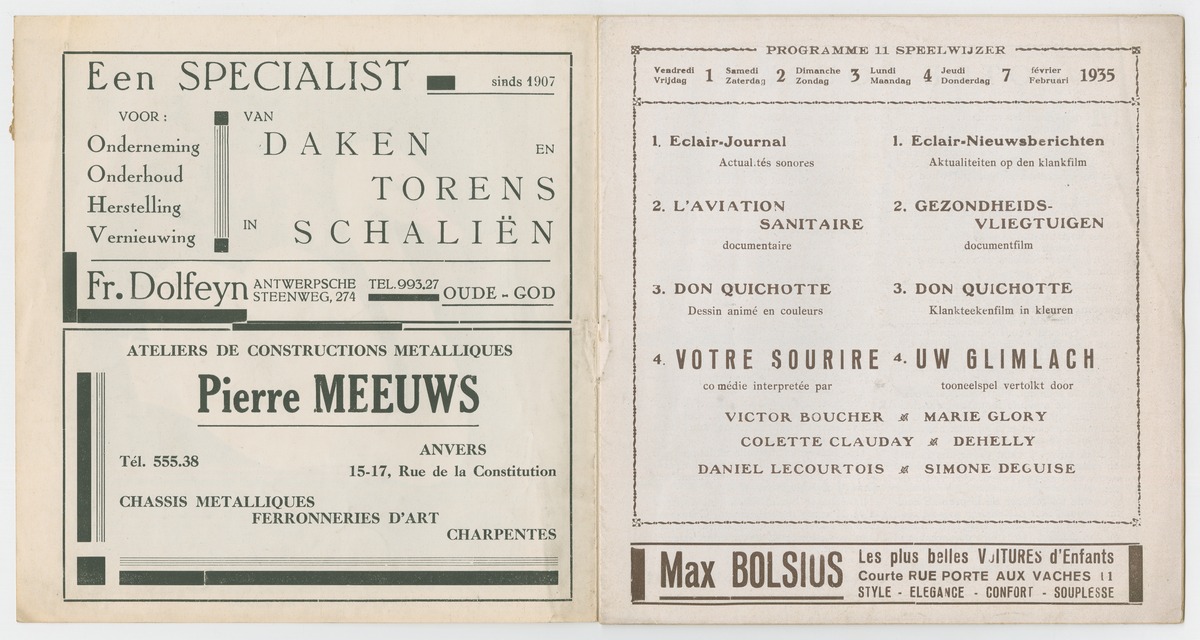 Een SPECIALIST
sinds 1907
VOOR :
Onderneming
Onderhoud
Herstelling
Vernieuwing
VAN
DAKEN
EN
TORENS
IN SCHALIËN
Fr. Dolfeyn
ANTWERPSCHE
STEENWEG, 274
TEL. 993.27
OUDE - GOD
ATELIERS DE CONSTRUCTIONS METALLIQUES
Pierre MEEUWS
ANVERS
Tél. 555.38
15-17, Rue de la Constitution
CHASSIS METALLIQUES
FERRONNERIES D'ART
CHARPENTES
PROGRAMME 11 SPEELWIJZER
Vendredi 1 Samedi 2 Dimanche 3 Lundi 4 Jeudi 7 février 1935
Vrijdag Zaterdag Zondag Maandag Donderdag Februari
1. Eclair-Journal
Actual.tés sonores
2. L'AVIATION
SANITAIRE
documentaire
3. DON QUICHOTTE
Dessin animé en couleurs
4. VOTRE SOURIRE
comédie interpretée par
1. Eclair-Nieuwsberichten
Aktualiteiten op den klankfilm
2. GEZONDHEIDS-
VLIEGTUIGEN
documentfilm
3. DON QUICHOTTE
Klankteekenfilm in kleuren
4. UW GLIMLACH
tooneelspel vertolkt door
VICTOR BOUCHER MARIE GLORY
COLETTE CLAUDAY DEHELLY
DANIEL LECOURTOIS SIMONE DEGUISE
Max BOLSIUS
Les plus belles VOITURES d'Enfants
Courte RUE PORTE AUX VACHES 11
STYLE - ELEGANCE - CONFORT - SOUPLESSE